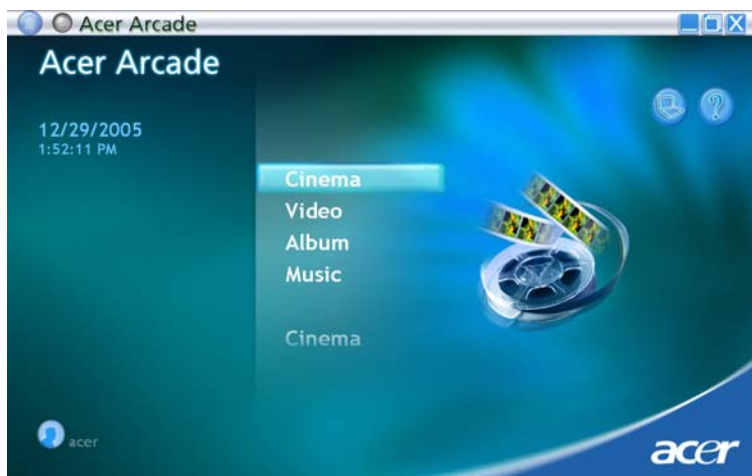 Acer Arcade
Acer Arcade
12/29/2005
1:52:11 PM
Cinema
Video
Album
Music
Cinema
acer
acer